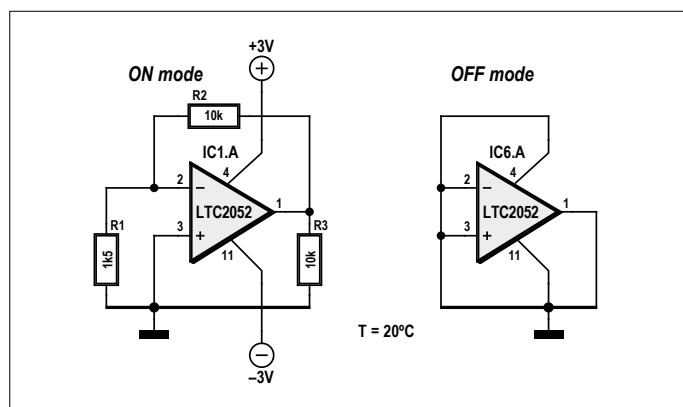 ON mode
+3V
OFF mode
R2
10k
IC1.A
4
2
–
LTC2052
1
3
+
11
R1
1k5
R3
10k
–3V
IC6.A
4
2
–
LTC2052
1
3
+
11
T = 20ºC